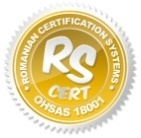 • ROMANIAN CERTIFICATION SYSTEMS •
RS
CERT
OHSAS 18001